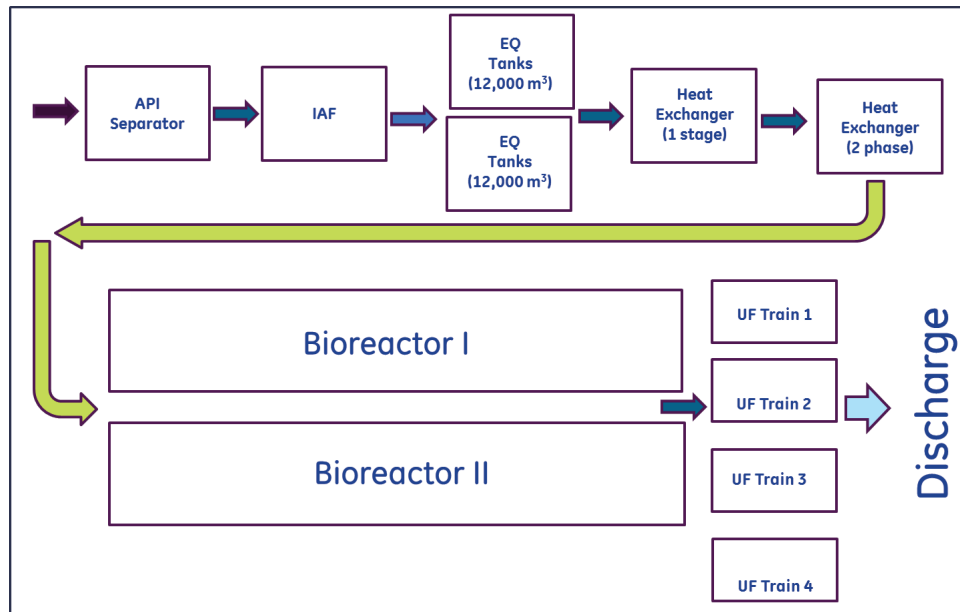 API
Separator
IAF
EQ
Tanks
(12,000 m³)
EQ
Tanks
(12,000 m³)
Heat
Exchanger
(1 stage)
Heat
Exchanger
(2 phase)
Bioreactor I
Bioreactor II
UF Train 1
UF Train 2
UF Train 3
UF Train 4
Discharge